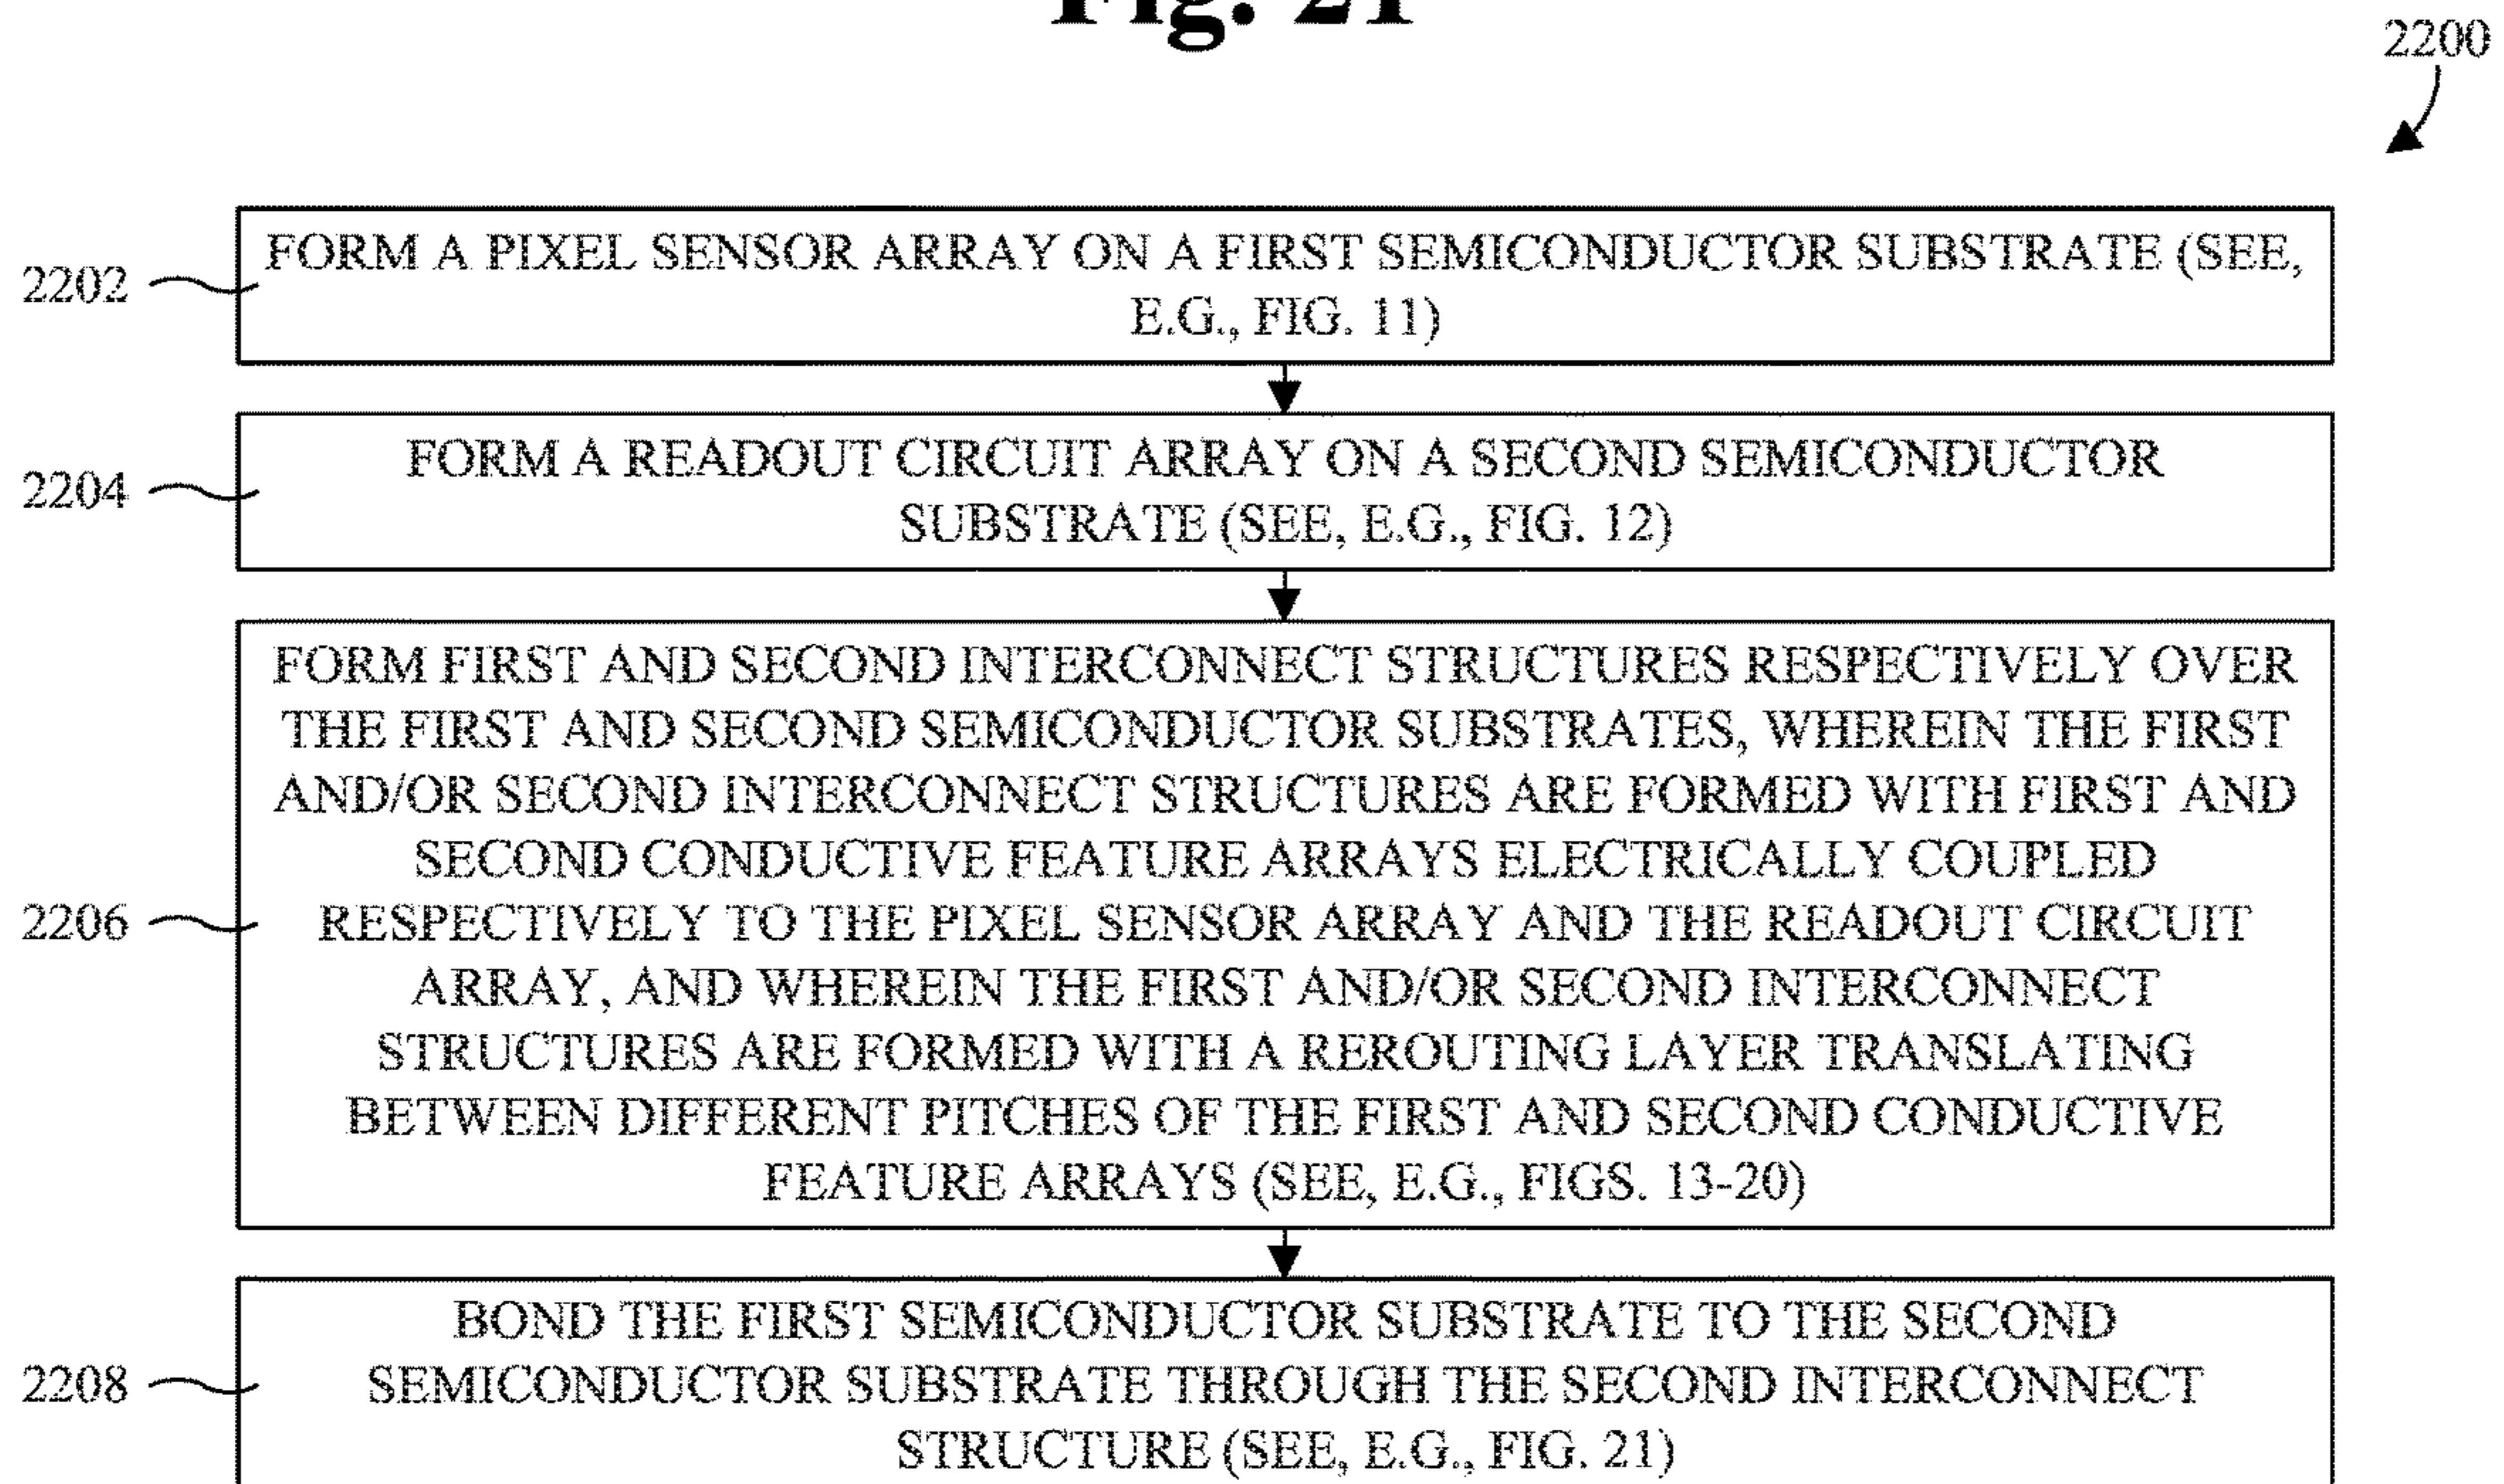 Fig. 21
2200
2202
FORM A PIXEL SENSOR ARRAY ON A FIRST SEMICONDUCTOR SUBSTRATE (SEE,
E.G., FIG. 11)
2204
FORM A READOUT CIRCUIT ARRAY ON A SECOND SEMICONDUCTOR
SUBSTRATE (SEE, E.G., FIG. 12)
2206
FORM FIRST AND SECOND INTERCONNECT STRUCTURES RESPECTIVELY OVER
THE FIRST AND SECOND SEMICONDUCTOR SUBSTRATES, WHEREIN THE FIRST
AND/OR SECOND INTERCONNECT STRUCTURES ARE FORMED WITH FIRST AND
SECOND CONDUCTIVE FEATURE ARRAYS ELECTRICALLY COUPLED
RESPECTIVELY TO THE PIXEL SENSOR ARRAY AND THE READOUT CIRCUIT
ARRAY, AND WHEREIN THE FIRST AND/OR SECOND INTERCONNECT
STRUCTURES ARE FORMED WITH A REROUTING LAYER TRANSLATING
BETWEEN DIFFERENT PITCHES OF THE FIRST AND SECOND CONDUCTIVE
FEATURE ARRAYS (SEE, E.G., FIGS. 13-20)
2208
BOND THE FIRST SEMICONDUCTOR SUBSTRATE TO THE SECOND
SEMICONDUCTOR SUBSTRATE THROUGH THE SECOND INTERCONNECT
STRUCTURE (SEE, E.G., FIG. 21)